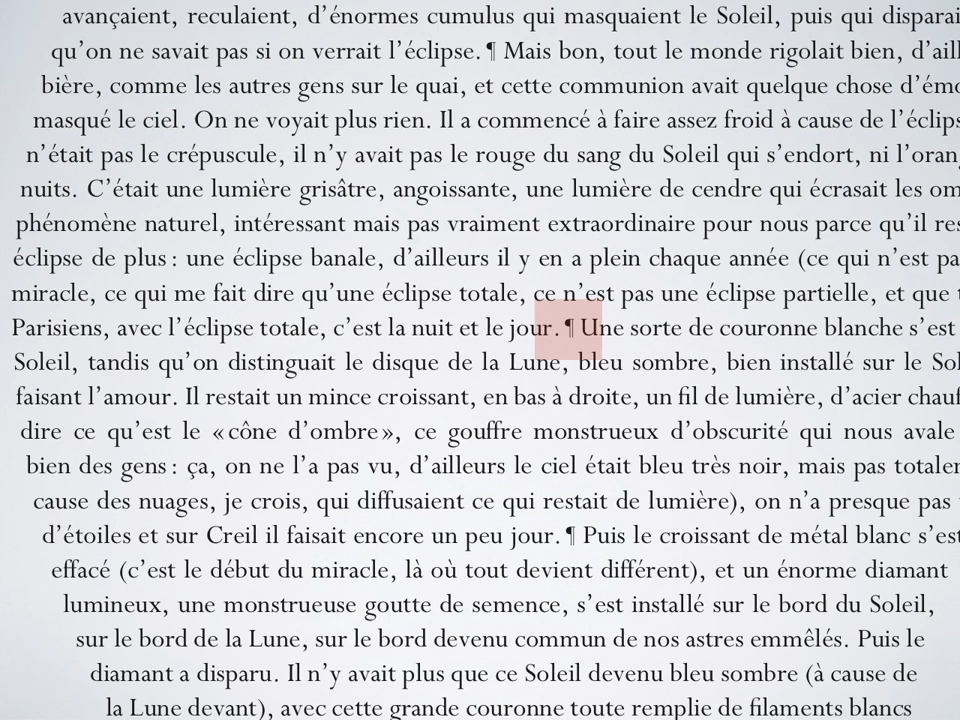 avançaient, reculaient, d’énormes cumulus qui masquaient le Soleil, puis qui disparai
qu’on ne savait pas si on verrait l’éclipse. ¶ Mais bon, tout le monde rigolait bien, d’aill
bière, comme les autres gens sur le quai, et cette communion avait quelque chose d’émo
masqué le ciel. On ne voyait plus rien. Il a commencé à faire assez froid à cause de l’éclips
n’était pas le crépuscule, il n’y avait pas le rouge du sang du Soleil qui s’endort, ni l’oran
nuits. C’était une lumière grisâtre, angoissante, une lumière de cendre qui écrasait les om
phénomène naturel, intéressant mais pas vraiment extraordinaire pour nous parce qu’il res
éclipse de plus : une éclipse banale, d’ailleurs il y en a plein chaque année (ce qui n’est pa
miracle, ce qui me fait dire qu’une éclipse totale, ce n’est pas une éclipse partielle, et que t
Parisiens, avec l’éclipse totale, c’est la nuit et le jour. ¶ Une sorte de couronne blanche s’est
Soleil, tandis qu’on distinguait le disque de la Lune, bleu sombre, bien installé sur le Sol
faisant l’amour. Il restait un mince croissant, en bas à droite, un fil de lumière, d’acier chauf
dire ce qu’est le « cône d’ombre », ce gouffre monstrueux d’obscurité qui nous avale
bien des gens : ça, on ne l’a pas vu, d’ailleurs le ciel était bleu très noir, mais pas totaler
cause des nuages, je crois, qui diffusaient ce qui restait de lumière), on n’a presque pas
d’étoiles et sur Creil il faisait encore un peu jour. ¶ Puis le croissant de métal blanc s’est
effacé (c’est le début du miracle, là où tout devient différent), et un énorme diamant
lumineux, une monstrueuse goutte de semence, s’est installé sur le bord du Soleil,
sur le bord de la Lune, sur le bord devenu commun de nos astres emmêlés. Puis le
diamant a disparu. Il n’y avait plus que ce Soleil devenu bleu sombre (à cause de
la Lune devant), avec cette grande couronne toute remplie de filaments blancs